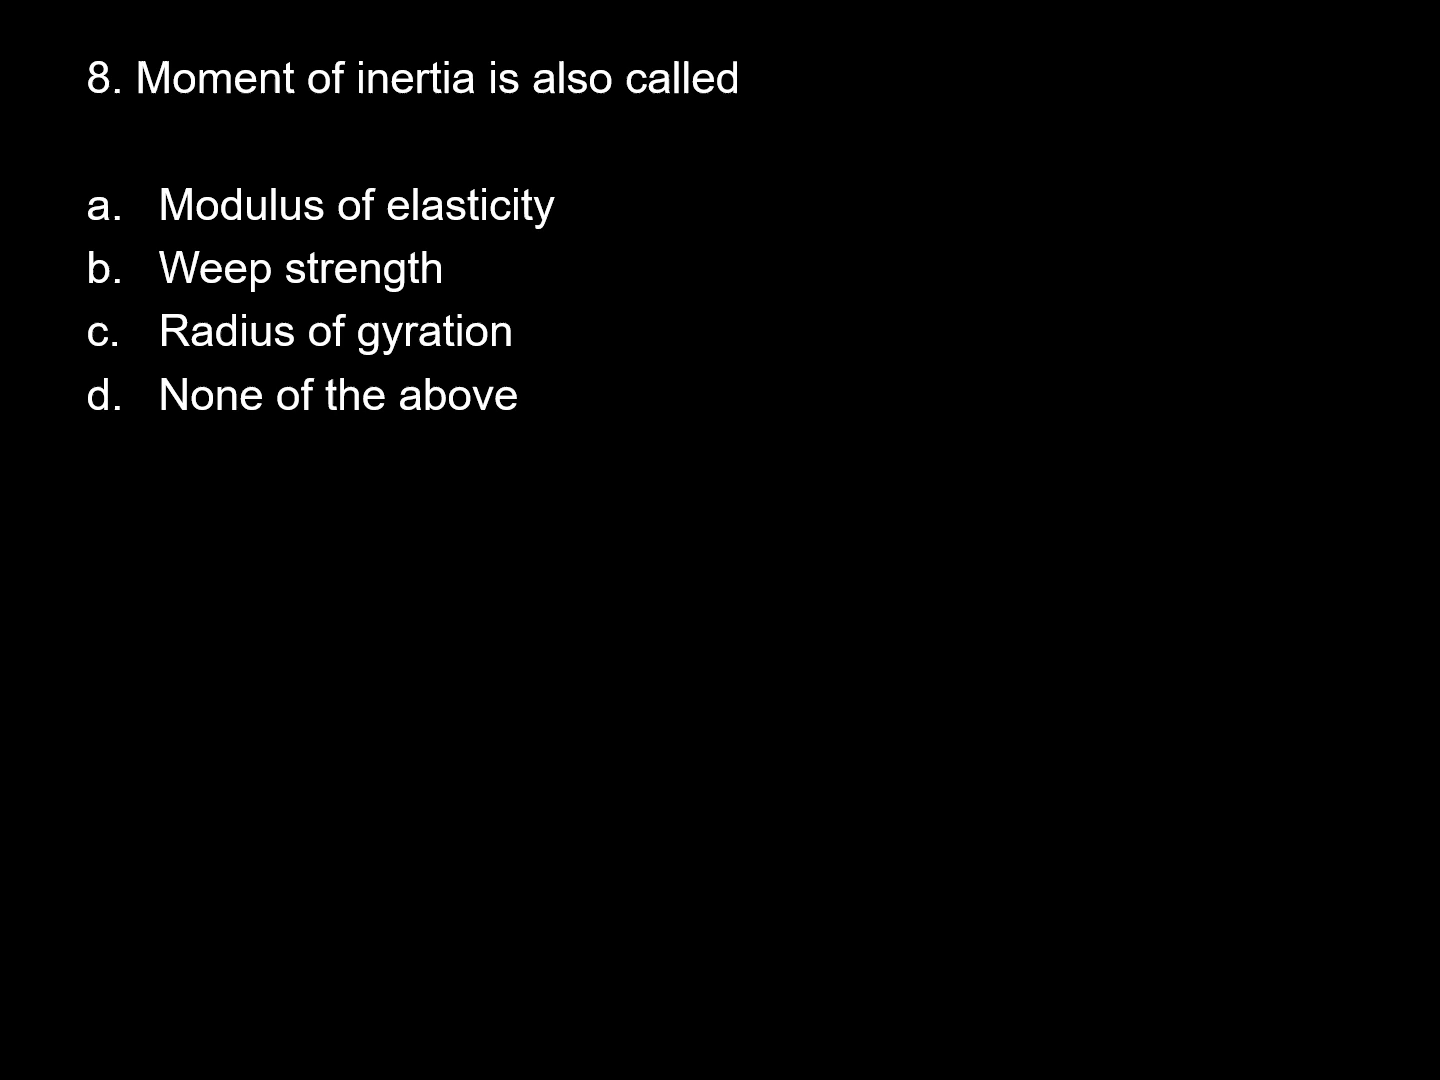 8. Moment of inertia is also called
a. Modulus of elasticity
b. Weep strength
c. Radius of gyration
d. None of the above